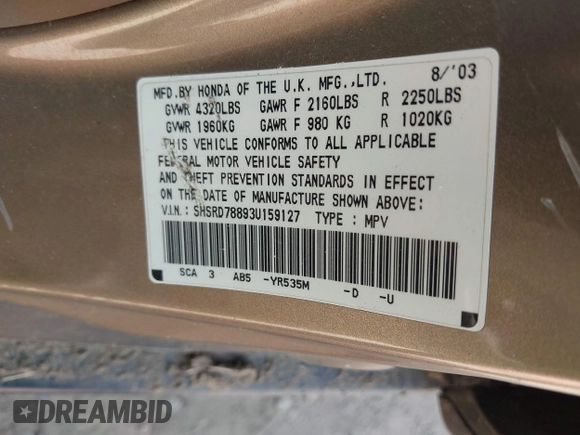 MFD.BY HONDA OF THE U.K. MFG.,LTD. 8/'03
GVWR 4320LBS GAWR F 2160LBS R 2250LBS
GVWR 1960KG GAWR F 980 KG R 1020KG
THIS VEHICLE CONFORMS TO ALL APPLICABLE
FEDERAL MOTOR VEHICLE SAFETY
AND THEFT PREVENTION STANDARDS IN EFFECT
ON THE DATE OF MANUFACTURE SHOWN ABOVE:
V.I.N.: SHSRD78893U159127 TYPE : MPV
SCA 3 AB5 -YR535M -D -U
DREAMBID